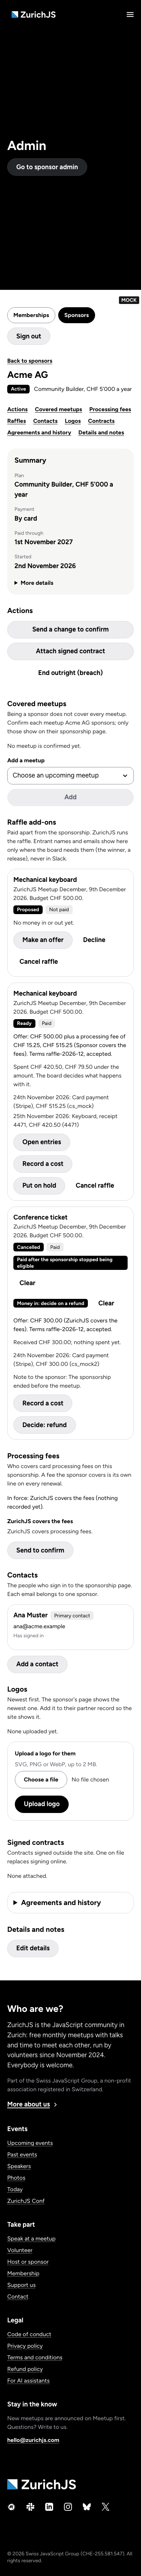 ZurichJS
Admin
Go to sponsor admin
MOCK
Memberships
Sponsors
Sign out
Back to sponsors
Acme AG
Active
Community Builder, CHF 5'000 a year
Actions
Covered meetups
Processing fees
Raffles
Contacts
Logos
Contracts
Agreements and history
Details and notes
Summary
Plan
Community Builder, CHF 5'000 a
year
Payment
By card
Paid through
1st November 2027
Started
2nd November 2026
More details
Actions
Send a change to confirm
Attach signed contract
End outright (breach)
Covered meetups
Being a sponsor does not cover every meetup.
Confirm each meetup Acme AG sponsors; only
those show on their sponsorship page.
No meetup is confirmed yet.
Add a meetup
Choose an upcoming meetup
Add
Raffle add-ons
Paid apart from the sponsorship. ZurichJS runs
the raffle. Entrant names and emails show here
only where the board needs them (the winner, a
release), never in Slack.
Mechanical keyboard
ZurichJS Meetup December, 9th December
2026. Budget CHF 500.00.
Proposed
Not paid
No money in or out yet.
Make an offer
Decline
Cancel raffle
Mechanical keyboard
ZurichJS Meetup December, 9th December
2026. Budget CHF 500.00.
Ready
Paid
Offer: CHF 500.00 plus a processing fee of
CHF 15.25, CHF 515.25 (Sponsor covers the
fees). Terms raffle-2026-12, accepted.
Spent CHF 420.50, CHF 79.50 under the
amount. The board decides what happens
with it.
24th November 2026: Card payment
(Stripe), CHF 515.25 (cs_mock)
25th November 2026: Keyboard, receipt
4471, CHF 420.50 (4471)
Open entries
Record a cost
Put on hold
Cancel raffle
Conference ticket
ZurichJS Meetup December, 9th December
2026. Budget CHF 500.00.
Cancelled
Paid
Paid after the sponsorship stopped being
eligible
Clear
Money in: decide on a refund
Clear
Offer: CHF 300.00 (ZurichJS covers the
fees). Terms raffle-2026-12, accepted.
Received CHF 300.00; nothing spent yet.
24th November 2026: Card payment
(Stripe), CHF 300.00 (cs_mock2)
Note to the sponsor: The sponsorship
ended before the meetup.
Record a cost
Decide: refund
Processing fees
Who covers card processing fees on this
sponsorship. A fee the sponsor covers is its own
line on every renewal.
In force: ZurichJS covers the fees (nothing
recorded yet).
ZurichJS covers the fees
ZurichJS covers processing fees.
Send to confirm
Contacts
The people who sign in to the sponsorship page.
Each email belongs to one sponsor.
Ana Muster
Primary contact
ana@acme.example
Has signed in
Add a contact
Logos
Newest first. The sponsor's page shows the
newest one. Add it to their partner record so the
site shows it.
None uploaded yet.
Upload a logo for them
SVG, PNG or WebP, up to 2 MB.
Choose a file
No file chosen
Upload logo
Signed contracts
Contracts signed outside the site. One on file
replaces signing online.
None attached.
Agreements and history
Details and notes
Edit details
Who are we?
ZurichJS is the JavaScript community in
Zurich: free monthly meetups with talks
and time to meet each other, run by
volunteers since November 2024.
Everybody is welcome.
Part of the Swiss JavaScript Group, a non-profit
association registered in Switzerland.
More about us
Events
Upcoming events
Past events
Speakers
Photos
Today
ZurichJS Conf
Take part
Speak at a meetup
Volunteer
Host or sponsor
Membership
Support us
Contact
Legal
Code of conduct
Privacy policy
Terms and conditions
Refund policy
For AI assistants
Stay in the know
New meetups are announced on Meetup first.
Questions? Write to us.
hello@zurichjs.com
ZurichJS
© 2026 Swiss JavaScript Group (CHE-255.581.547). All
rights reserved.